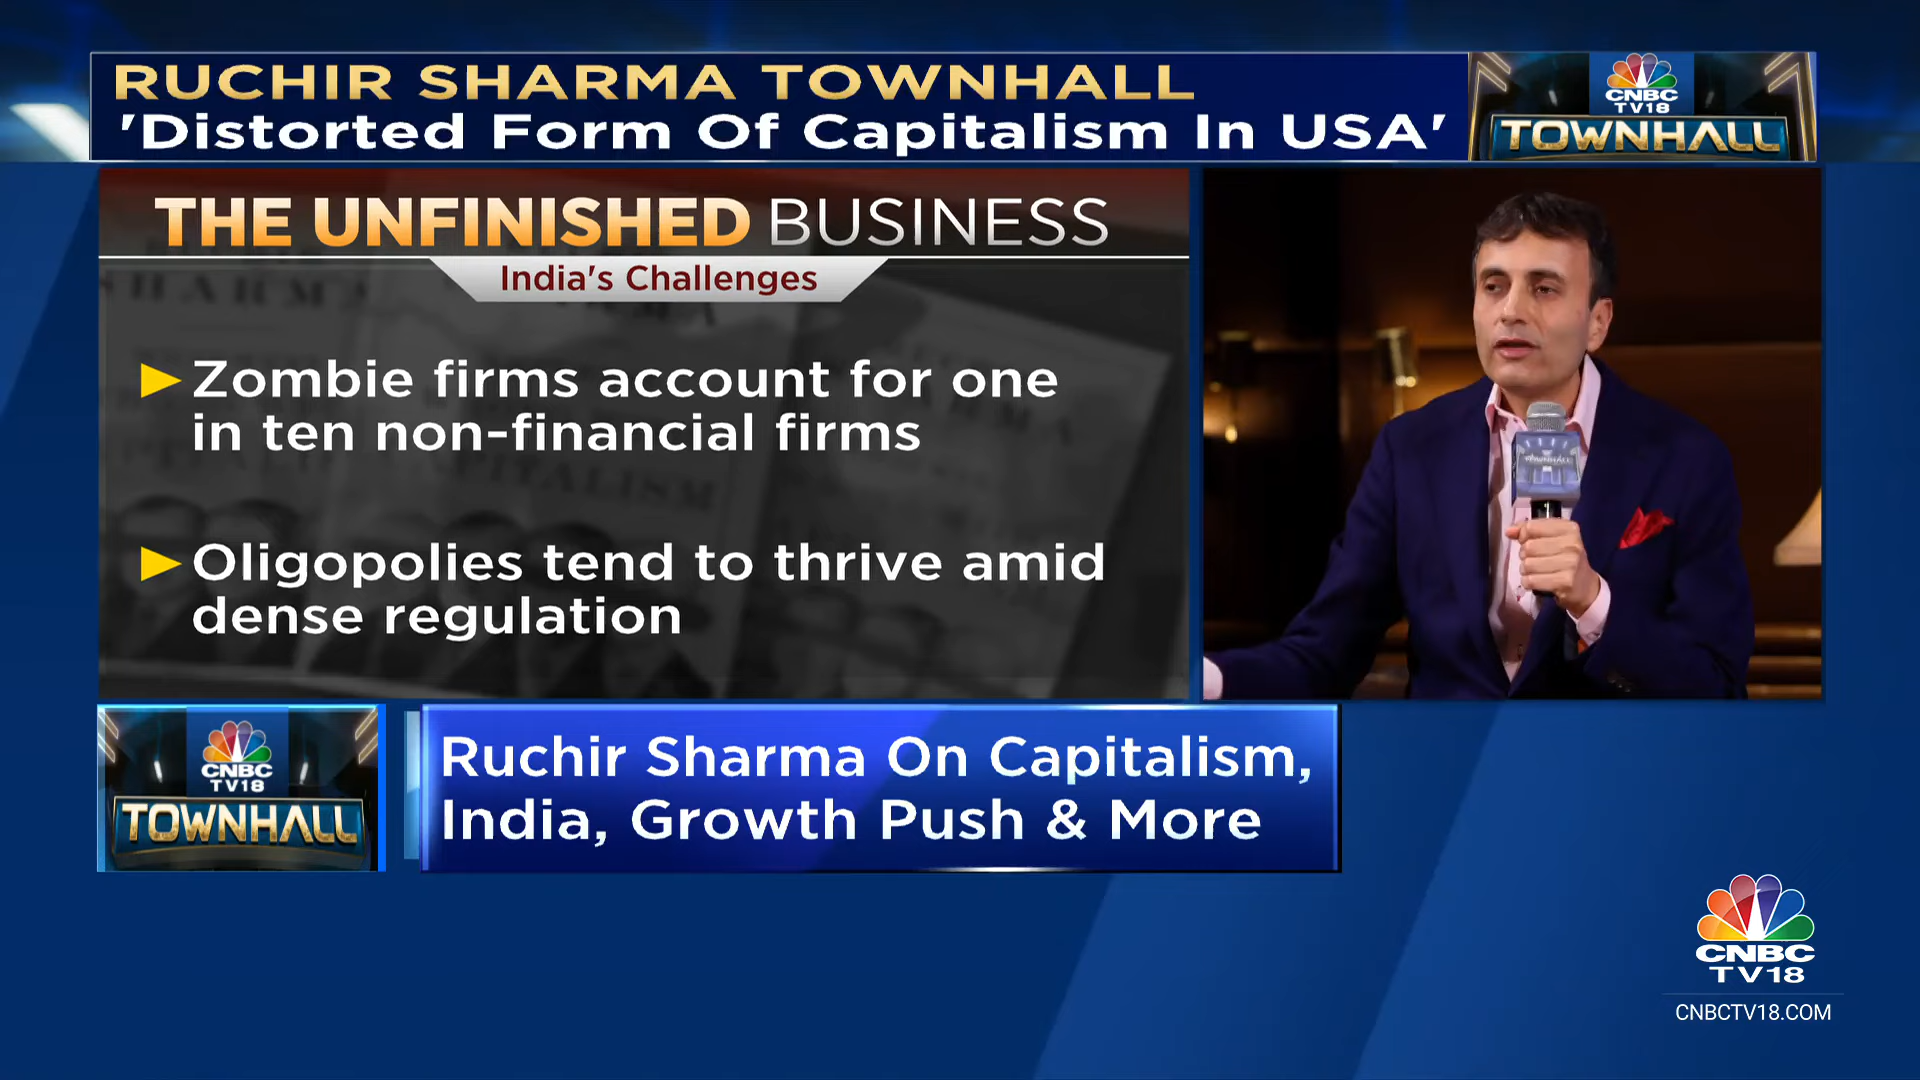 RUCHIR SHARMA TOWNHALL
'Distorted Form Of Capitalism In USA'
CNBC
TV18
TOWNHALL
THE UNFINISHED BUSINESS
India's Challenges
Zombie firms account for one
in ten non-financial firms
Oligopolies tend to thrive amid
dense regulation
TOWNHALL
CNBC
TV18
TOWNHALL
Ruchir Sharma On Capitalism,
India, Growth Push & More
CNBC
TV18
CNBCTV18.COM